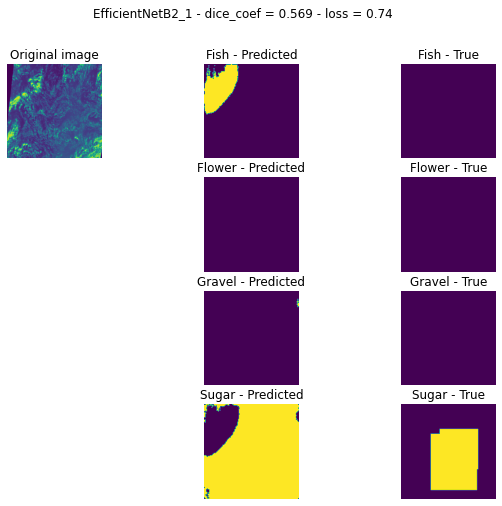 EfficientNetB2_1 - dice_coef = 0.569 - loss = 0.74
Original image
Fish - Predicted
Fish - True
Flower - Predicted
Flower - True
Gravel - Predicted
Gravel - True
Sugar - Predicted
Sugar - True